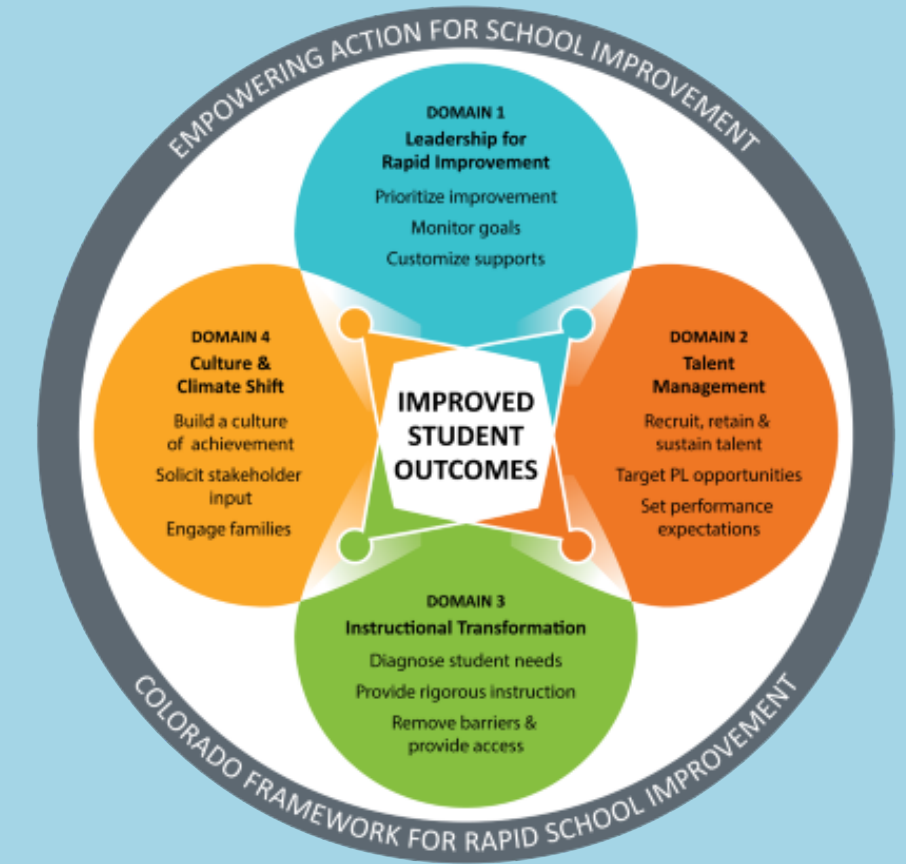 EMPOWERING ACTION FOR SCHOOL IMPROVEMENT
DOMAIN 1
Leadership for
Rapid Improvement
Prioritize improvement
Monitor goals
Customize supports
DOMAIN 4
Culture &
Climate Shift
Build a culture
of achievement
Solicit stakeholder
input
Engage families
IMPROVED
STUDENT
OUTCOMES
DOMAIN 2
Talent
Management
Recruit, retain &
sustain talent
Target PL opportunities
Set performance
expectations
DOMAIN 3
Instructional Transformation
Diagnose student needs
Provide rigorous instruction
Remove barriers &
provide access
COLORADO FRAMEWORK FOR RAPID SCHOOL IMPROVEMENT